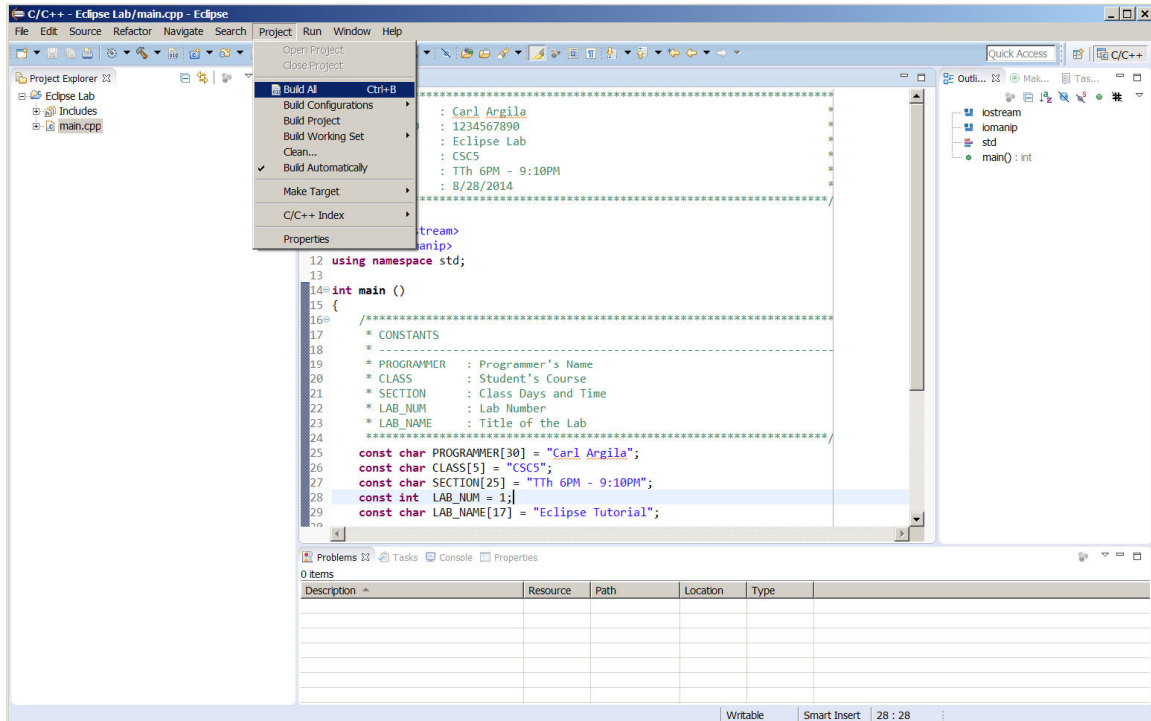 C/C++ - Eclipse Lab/main.cpp - Eclipse
File Edit Source Refactor Navigate Search Project Run Window Help
Quick Access C/C++
Open Project
Close Project
Build All Ctrl+B
Build Configurations
Build Project
Build Working Set
Clean...
Build Automatically
Make Target
C/C++ Index
Properties
Project Explorer
Eclipse Lab
Includes
main.cpp
*********************************************************************
: Carl Argila *
: 1234567890 *
: Eclipse Lab *
: CSC5 *
: TTh 6PM - 9:10PM *
: 8/28/2014 *
*********************************************************************/
tream>
manip>
12 using namespace std;
13
14 int main ()
15 {
16 /*********************************************************************
17 * CONSTANTS
18 * -------------------------------------------------------------------
19 * PROGRAMMER : Programmer's Name
20 * CLASS : Student's Course
21 * SECTION : Class Days and Time
22 * LAB_NUM : Lab Number
23 * LAB_NAME : Title of the Lab
24 *********************************************************************/
25 const char PROGRAMMER[30] = "Carl Argila";
26 const char CLASS[5] = "CSC5";
27 const char SECTION[25] = "TTh 6PM - 9:10PM";
28 const int LAB_NUM = 1;
29 const char LAB_NAME[17] = "Eclipse Tutorial";
Outli... Mak... Tas...
iostream
iomanip
std
main() : int
Problems Tasks Console Properties
0 items
Description Resource Path Location Type
Writable Smart Insert 28 : 28